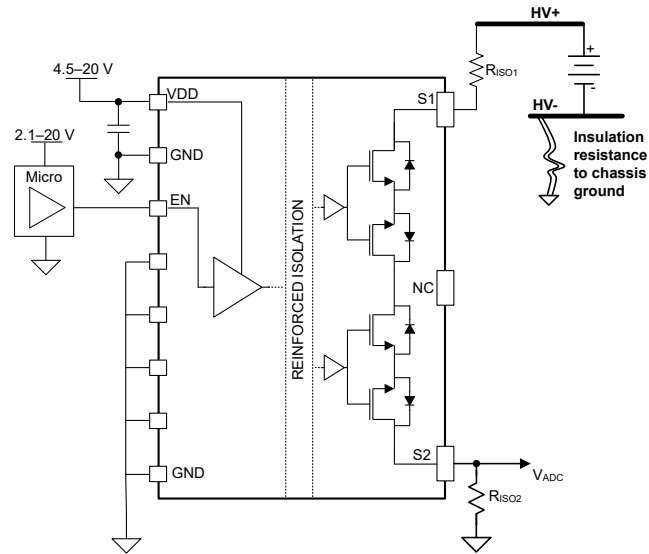 HV+
4.5–20 V
RISO1
+
VDD
S1
-
HV-
2.1–20 V
GND
Insulation
resistance
to chassis
ground
Micro
EN
REINFORCED ISOLATION
NC
S2
GND
VADC
RISO2